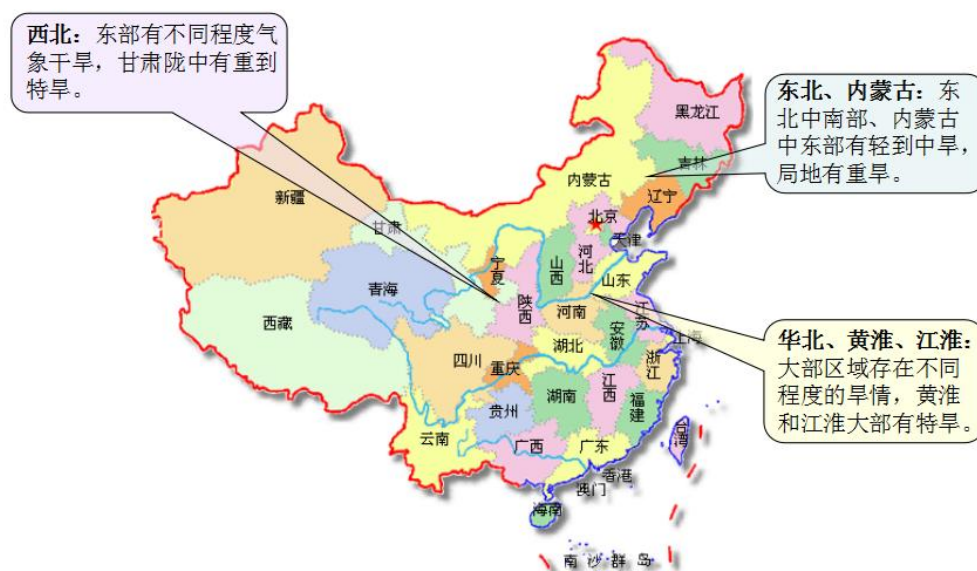 西北：东部有不同程度气
象干旱，甘肃陇中有重到
特旱。
东北、内蒙古：东
北中南部、内蒙古
中东部有轻到中旱，
局地有重旱。
华北、黄淮、江淮：
大部区域存在不同
程度的旱情，黄淮
和江淮大部有特旱。
黑龙江
吉林
辽宁
内蒙古
新疆
甘肃
北京
天津
河北
山西
宁夏
青海
山东
陕西
河南
江苏
西藏
安徽
上海
湖北
四川
重庆
浙江
江西
湖南
贵州
福建
云南
广西
广东
台湾
香港
澳门
海南
南沙群岛